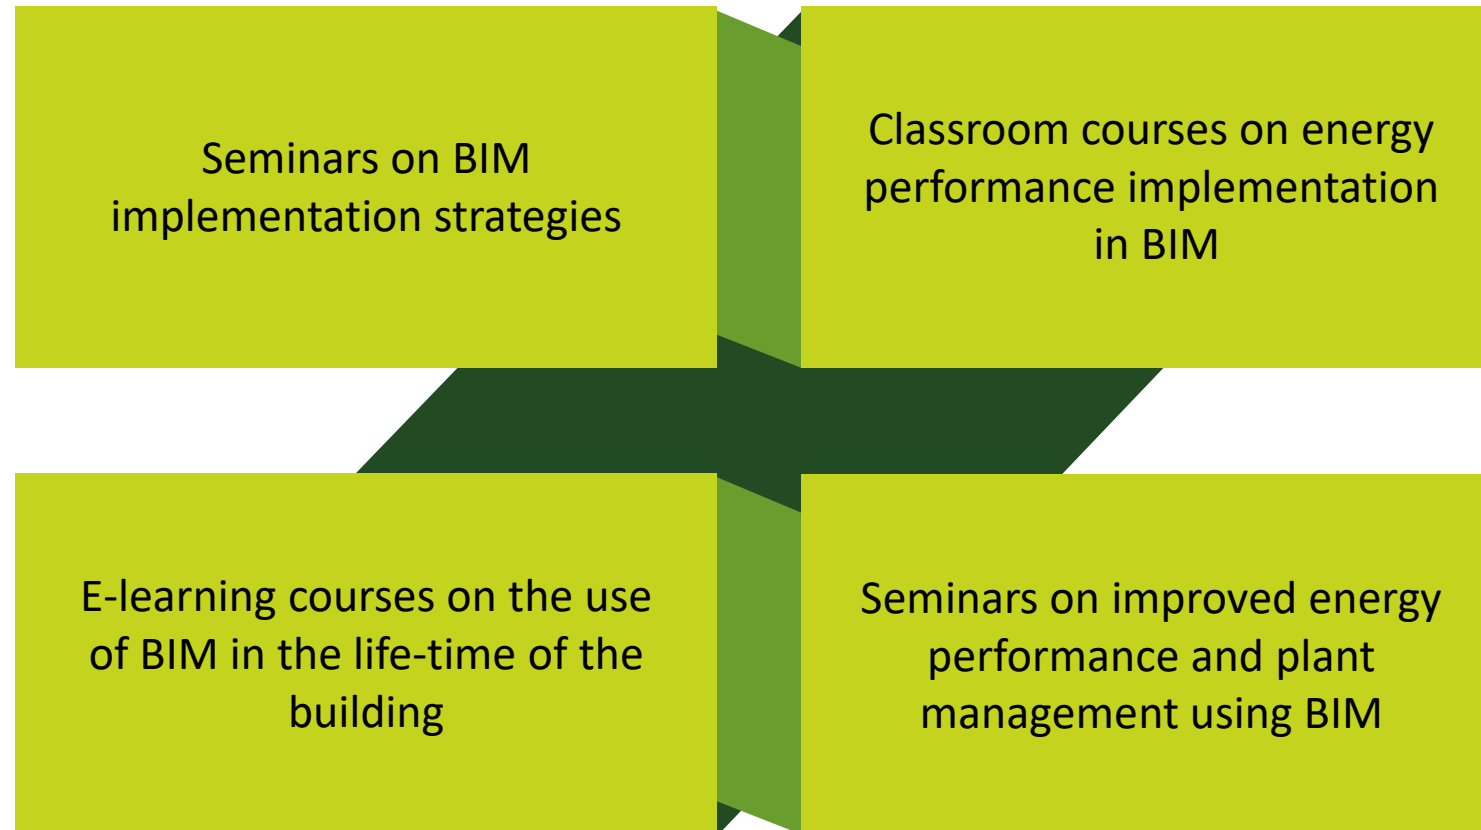 Seminars on BIM
implementation strategies
Classroom courses on energy
performance implementation
in BIM
E-learning courses on the use
of BIM in the life-time of the
building
Seminars on improved energy
performance and plant
management using BIM